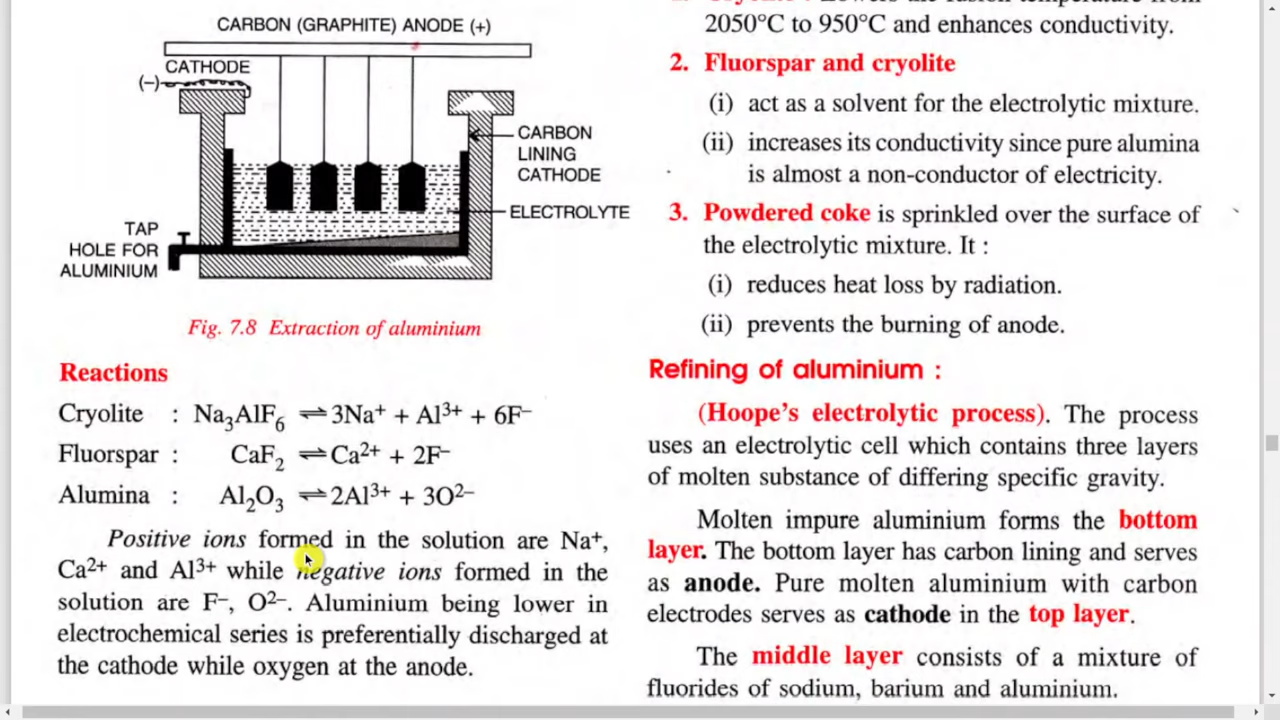 CARBON (GRAPHITE) ANODE (+)
CATHODE
(–)
CARBON
LINING
CATHODE
ELECTROLYTE
TAP
HOLE FOR
ALUMINIUM
Fig. 7.8 Extraction of aluminium
Reactions
Cryolite : Na₃AlF₆ ⇌ 3Na⁺ + Al³⁺ + 6F⁻
Fluorspar : CaF₂ ⇌ Ca²⁺ + 2F⁻
Alumina : Al₂O₃ ⇌ 2Al³⁺ + 3O²⁻
Positive ions formed in the solution are Na⁺,
Ca²⁺ and Al³⁺ while negative ions formed in the
solution are F⁻, O²⁻. Aluminium being lower in
electrochemical series is preferentially discharged at
the cathode while oxygen at the anode.
2050°C to 950°C and enhances conductivity.
2. Fluorspar and cryolite
(i) act as a solvent for the electrolytic mixture.
(ii) increases its conductivity since pure alumina
is almost a non-conductor of electricity.
3. Powdered coke is sprinkled over the surface of
the electrolytic mixture. It :
(i) reduces heat loss by radiation.
(ii) prevents the burning of anode.
Refining of aluminium :
(Hoope's electrolytic process). The process
uses an electrolytic cell which contains three layers
of molten substance of differing specific gravity.
Molten impure aluminium forms the bottom
layer. The bottom layer has carbon lining and serves
as anode. Pure molten aluminium with carbon
electrodes serves as cathode in the top layer.
The middle layer consists of a mixture of
fluorides of sodium, barium and aluminium.